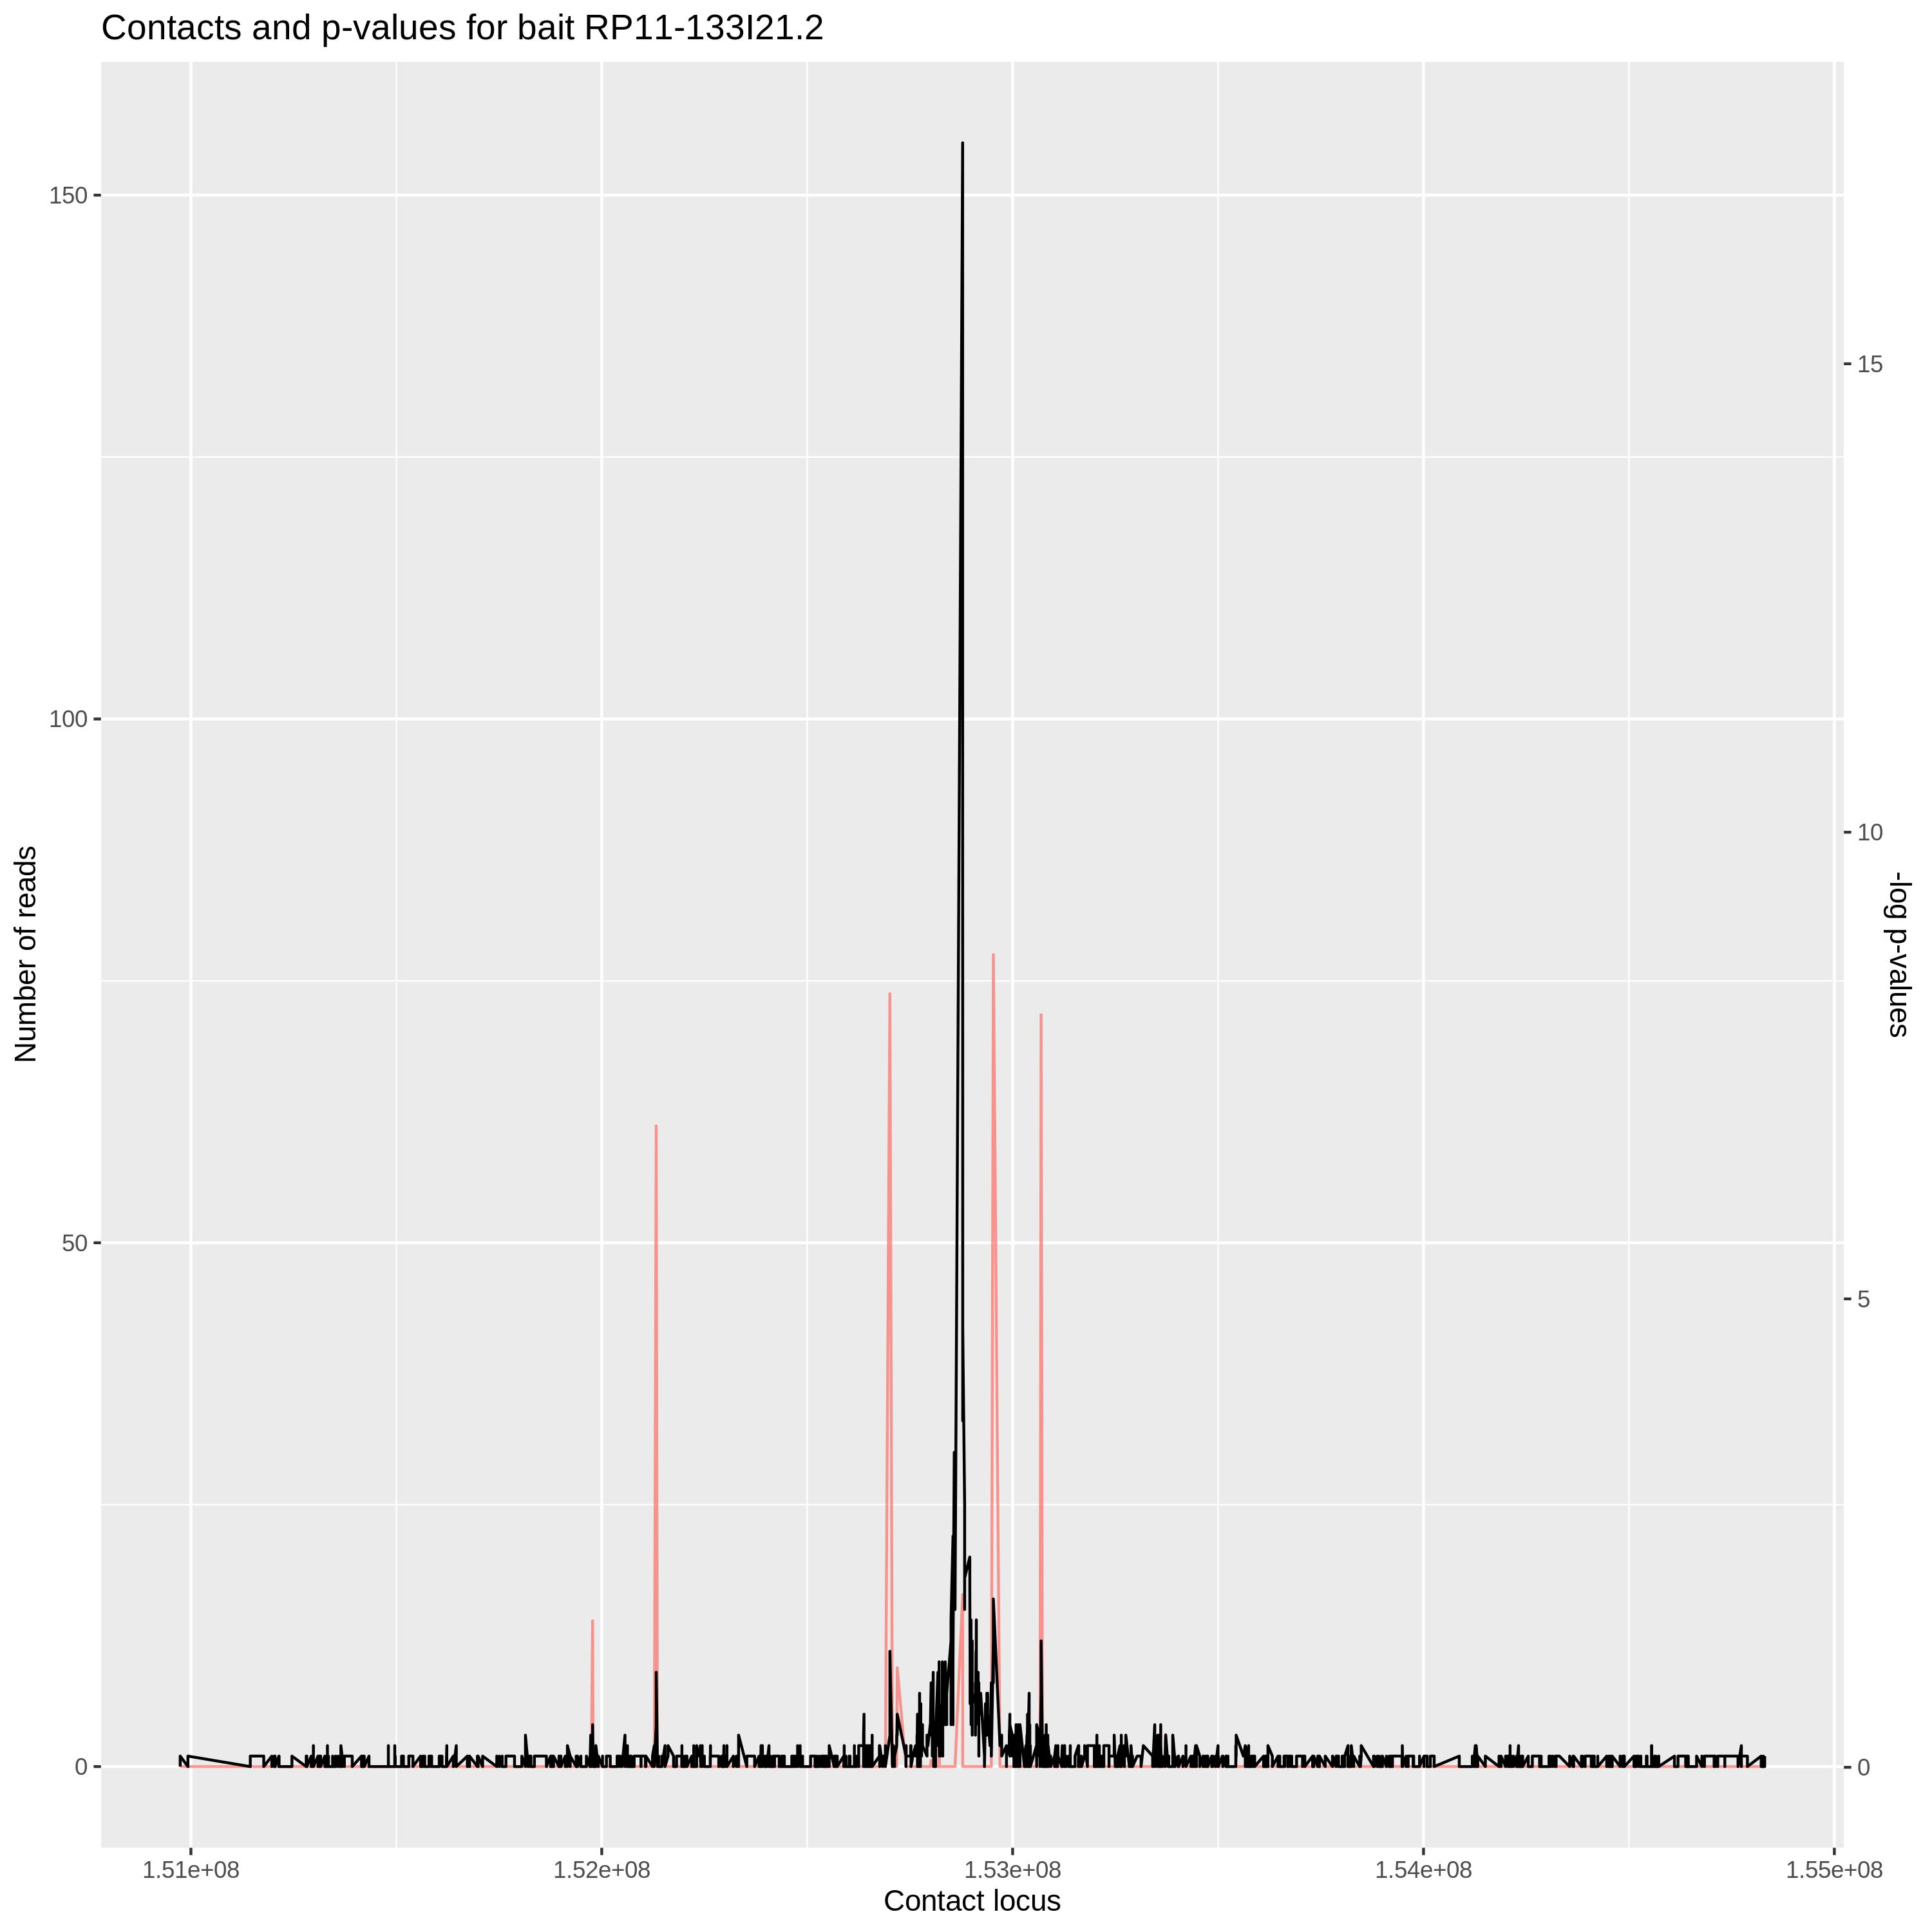 Contacts and p-values for bait RP11-133I21.2
150
100
50
0
Number of reads
15
10
5
0
-log p-values
1.51e+08
1.52e+08
1.53e+08
1.54e+08
1.55e+08
Contact locus